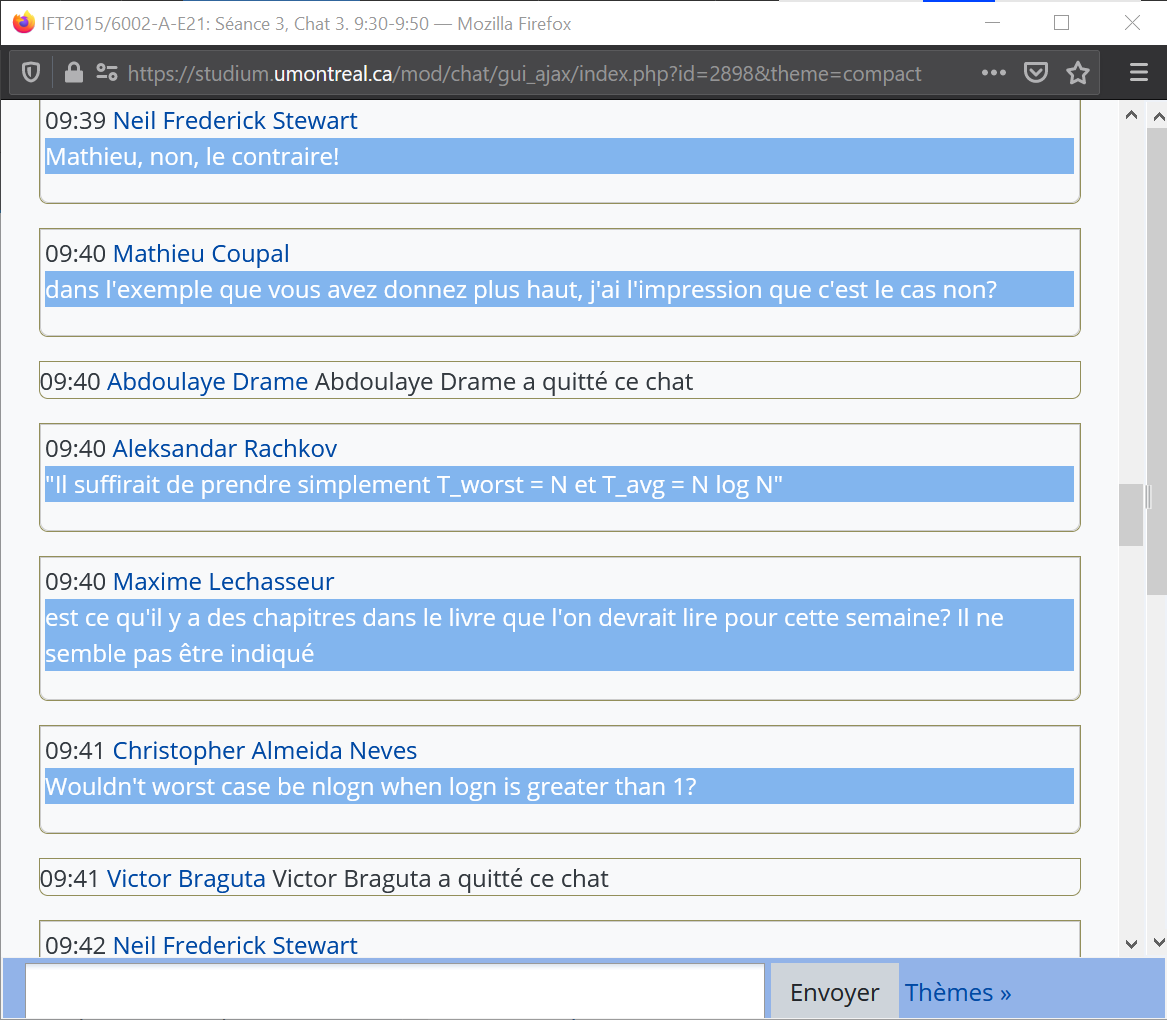 IFT2015/6002-A-E21: Séance 3, Chat 3. 9:30-9:50 — Mozilla Firefox
https://studium.umontreal.ca/mod/chat/gui_ajax/index.php?id=2898&theme=compact
09:39 Neil Frederick Stewart
Mathieu, non, le contraire!
09:40 Mathieu Coupal
dans l'exemple que vous avez donnez plus haut, j'ai l'impression que c'est le cas non?
09:40 Abdoulaye Drame Abdoulaye Drame a quitté ce chat
09:40 Aleksandar Rachkov
"Il suffirait de prendre simplement T_worst = N et T_avg = N log N"
09:40 Maxime Lechasseur
est ce qu'il y a des chapitres dans le livre que l'on devrait lire pour cette semaine? Il ne
semble pas être indiqué
09:41 Christopher Almeida Neves
Wouldn't worst case be nlogn when logn is greater than 1?
09:41 Victor Braguta Victor Braguta a quitté ce chat
09:42 Neil Frederick Stewart
Envoyer Thèmes »